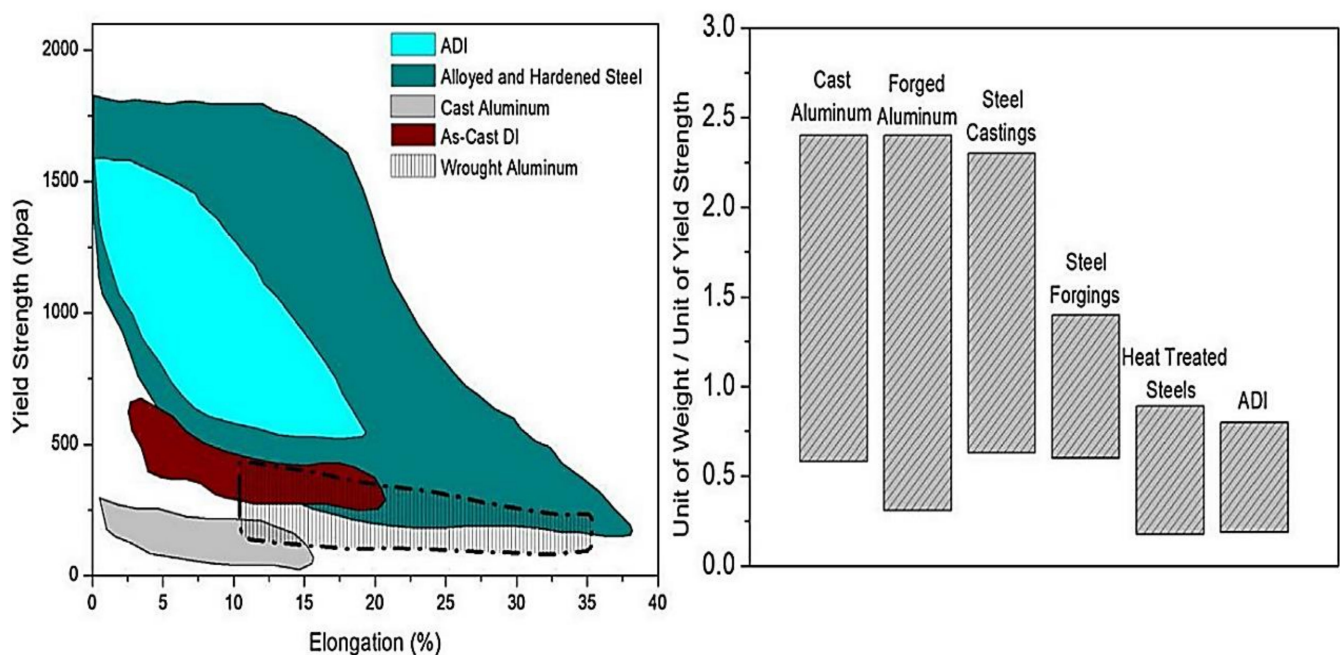 2000
1500
1000
500
0
Yield Strength (Mpa)
ADI
Alloyed and Hardened Steel
Cast Aluminum
As-Cast DI
Wrought Aluminum
0 5 10 15 20 25 30 35 40
Elongation (%)
3.0
2.5
2.0
1.5
1.0
0.5
0.0
Unit of Weight / Unit of Yield Strength
Cast
Aluminum
Forged
Aluminum
Steel
Castings
Steel
Forgings
Heat Treated
Steels
ADI